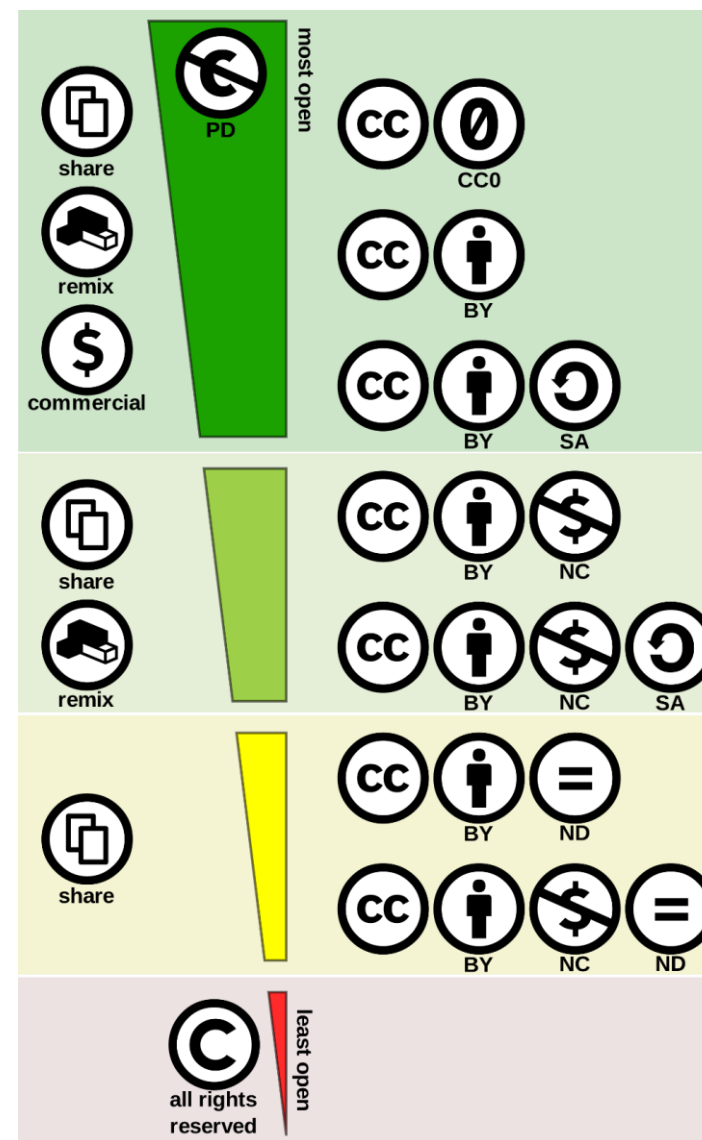 most open
PD
share
CC 0
CC0
remix
CC
BY
$
commercial
CC
BY SA
CC $
share
BY NC
CC $
remix
BY NC SA
CC =
BY ND
share
CC $ =
BY NC ND
C
least open
all rights
reserved